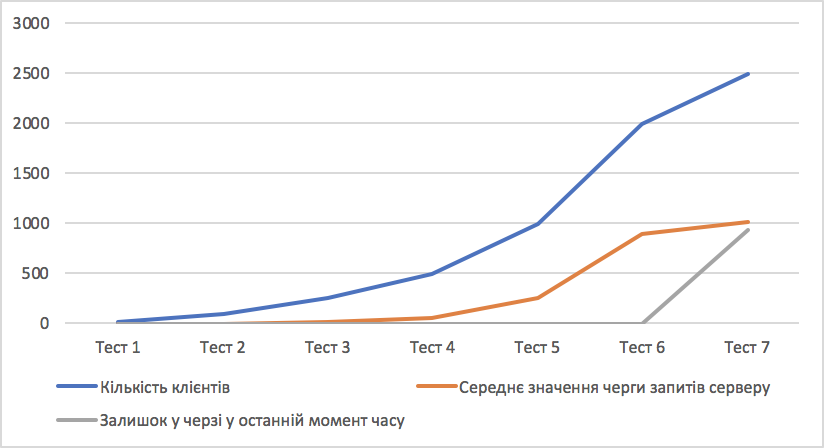 3000
2500
2000
1500
1000
500
0
Тест 1 Тест 2 Тест 3 Тест 4 Тест 5 Тест 6 Тест 7
Кількість клієнтів Середнє значення черги запитів серверу
Залишок у черзі у останній момент часу